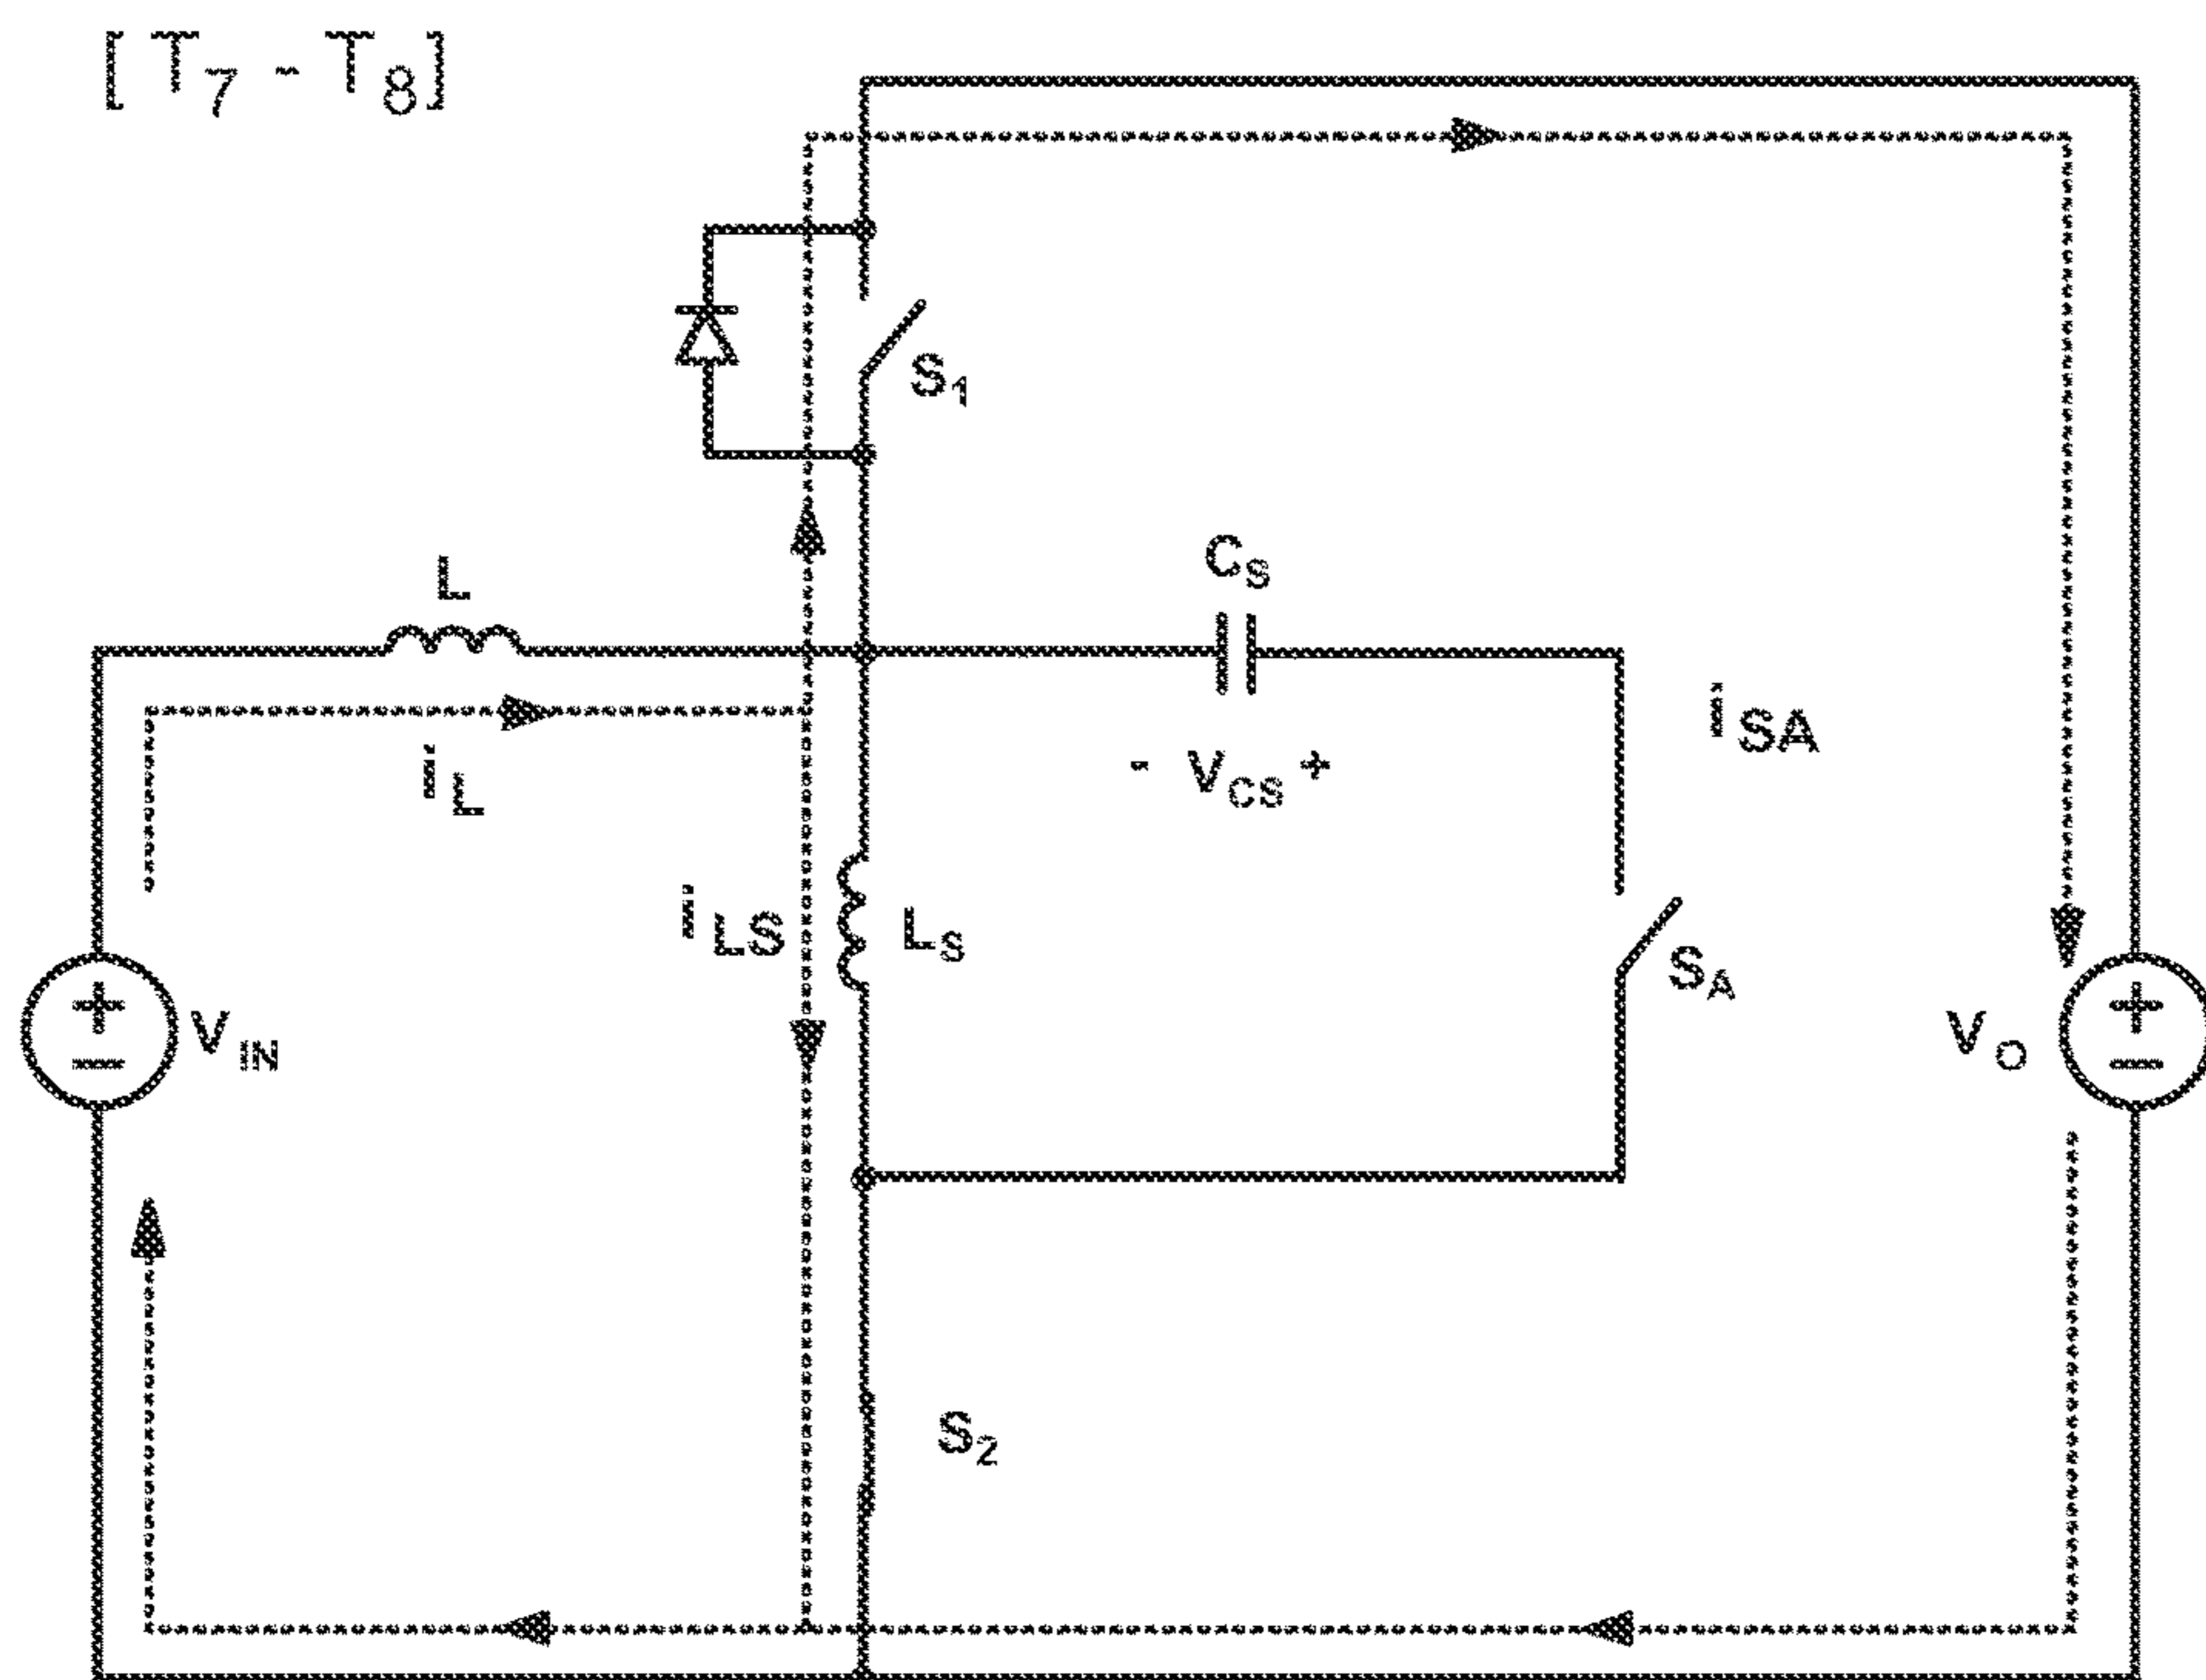 [ T7 - T8]
S1
L
CS
iSA
iL
- VCS +
iLS
LS
SA
+
-
VIN
VO
+
-
S2